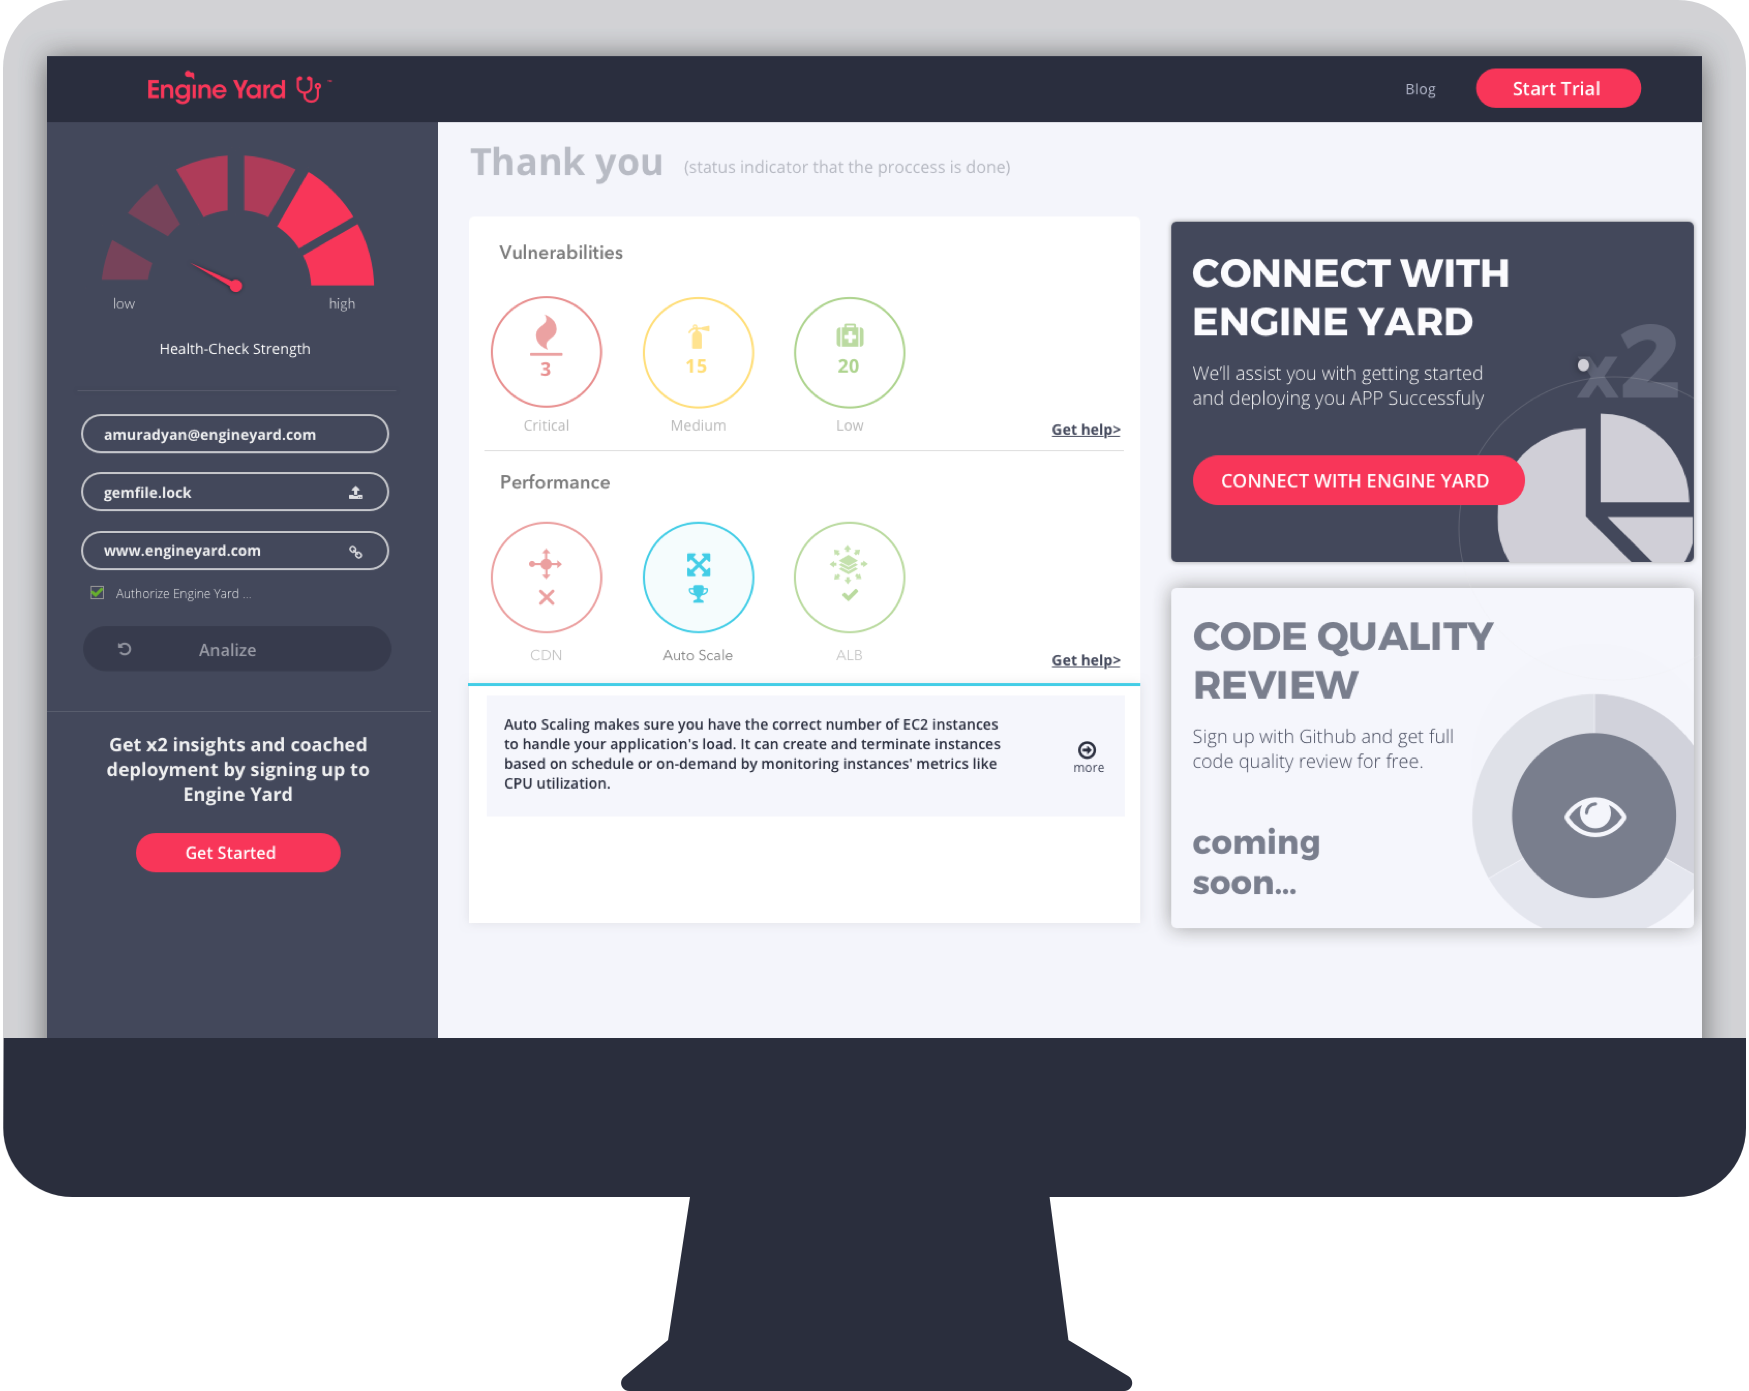 Engine Yard ™
Blog
Start Trial
low
high
Health-Check Strength
amuradyan@engineyard.com
gemfile.lock
www.engineyard.com
Authorize Engine Yard ...
Analize
Get x2 insights and coached
deployment by signing up to
Engine Yard
Get Started
Thank you
(status indicator that the proccess is done)
Vulnerabilities
3
15
20
Critical
Medium
Low
Get help>
Performance
CDN
Auto Scale
ALB
Get help>
Auto Scaling makes sure you have the correct number of EC2 instances
to handle your application's load. It can create and terminate instances
based on schedule or on-demand by monitoring instances' metrics like
CPU utilization.
more
CONNECT WITH
ENGINE YARD
We'll assist you with getting started
and deploying you APP Successfuly
x2
CONNECT WITH ENGINE YARD
CODE QUALITY
REVIEW
Sign up with Github and get full
code quality review for free.
coming
soon...